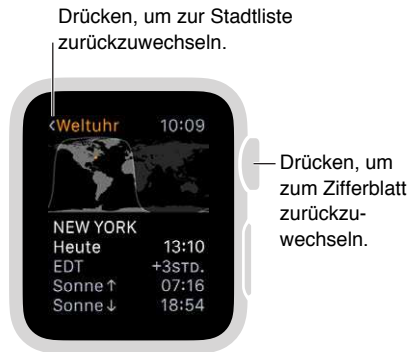 Drücken, um zur Stadtliste
zurückzuwechseln.
<Weltuhr 10:09
NEW YORK
Heute 13:10
EDT +3STD.
Sonne↑ 07:16
Sonne↓ 18:54
Drücken, um
zum Zifferblatt
zurückzu-
wechseln.